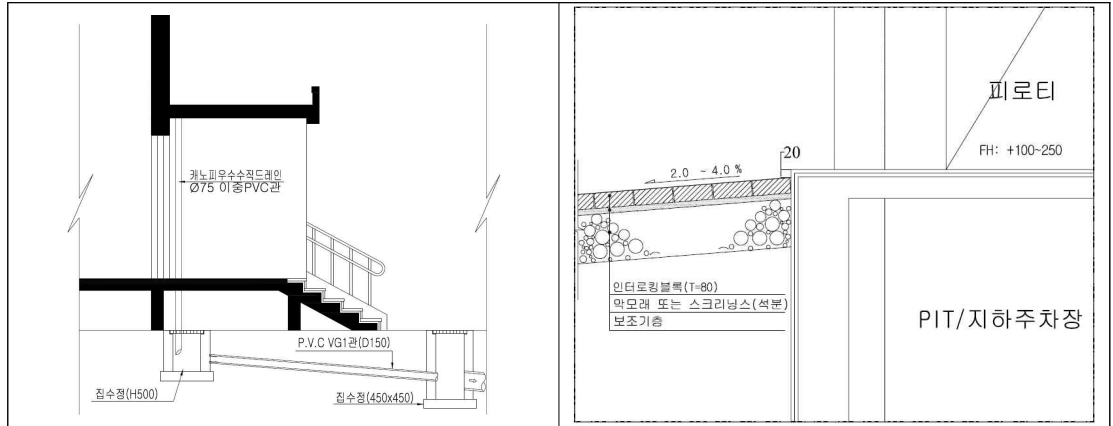 캐노피우수수직드레인
Ø75 이중PVC관
P.V.C VG1관(D150)
집수정(H500)
집수정(450x450)
피로티
FH: +100~250
20
2.0 ~ 4.0 %
인터로킹블록(T=80)
막모래 또는 스크리닝스(석분)
보조기층
PIT/지하주차장